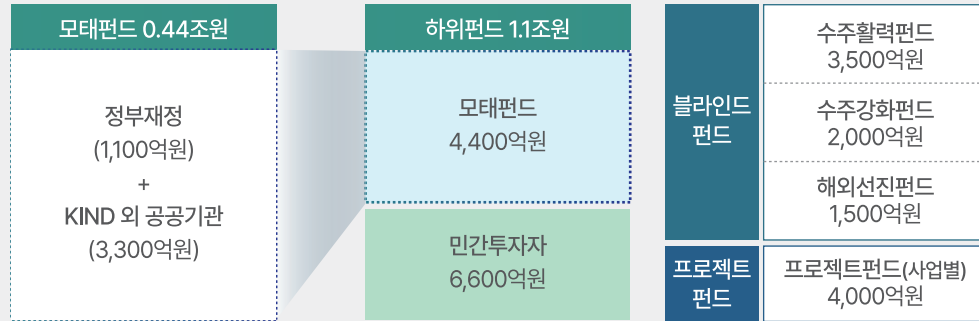 모태펀드 0.44조원
정부재정
(1,100억원)
+
KIND 외 공공기관
(3,300억원)
하위펀드 1.1조원
모태펀드
4,400억원
민간투자자
6,600억원
블라인드
펀드
수주활력펀드
3,500억원
수주강화펀드
2,000억원
해외선진펀드
1,500억원
프로젝트
펀드
프로젝트펀드(사업별)
4,000억원